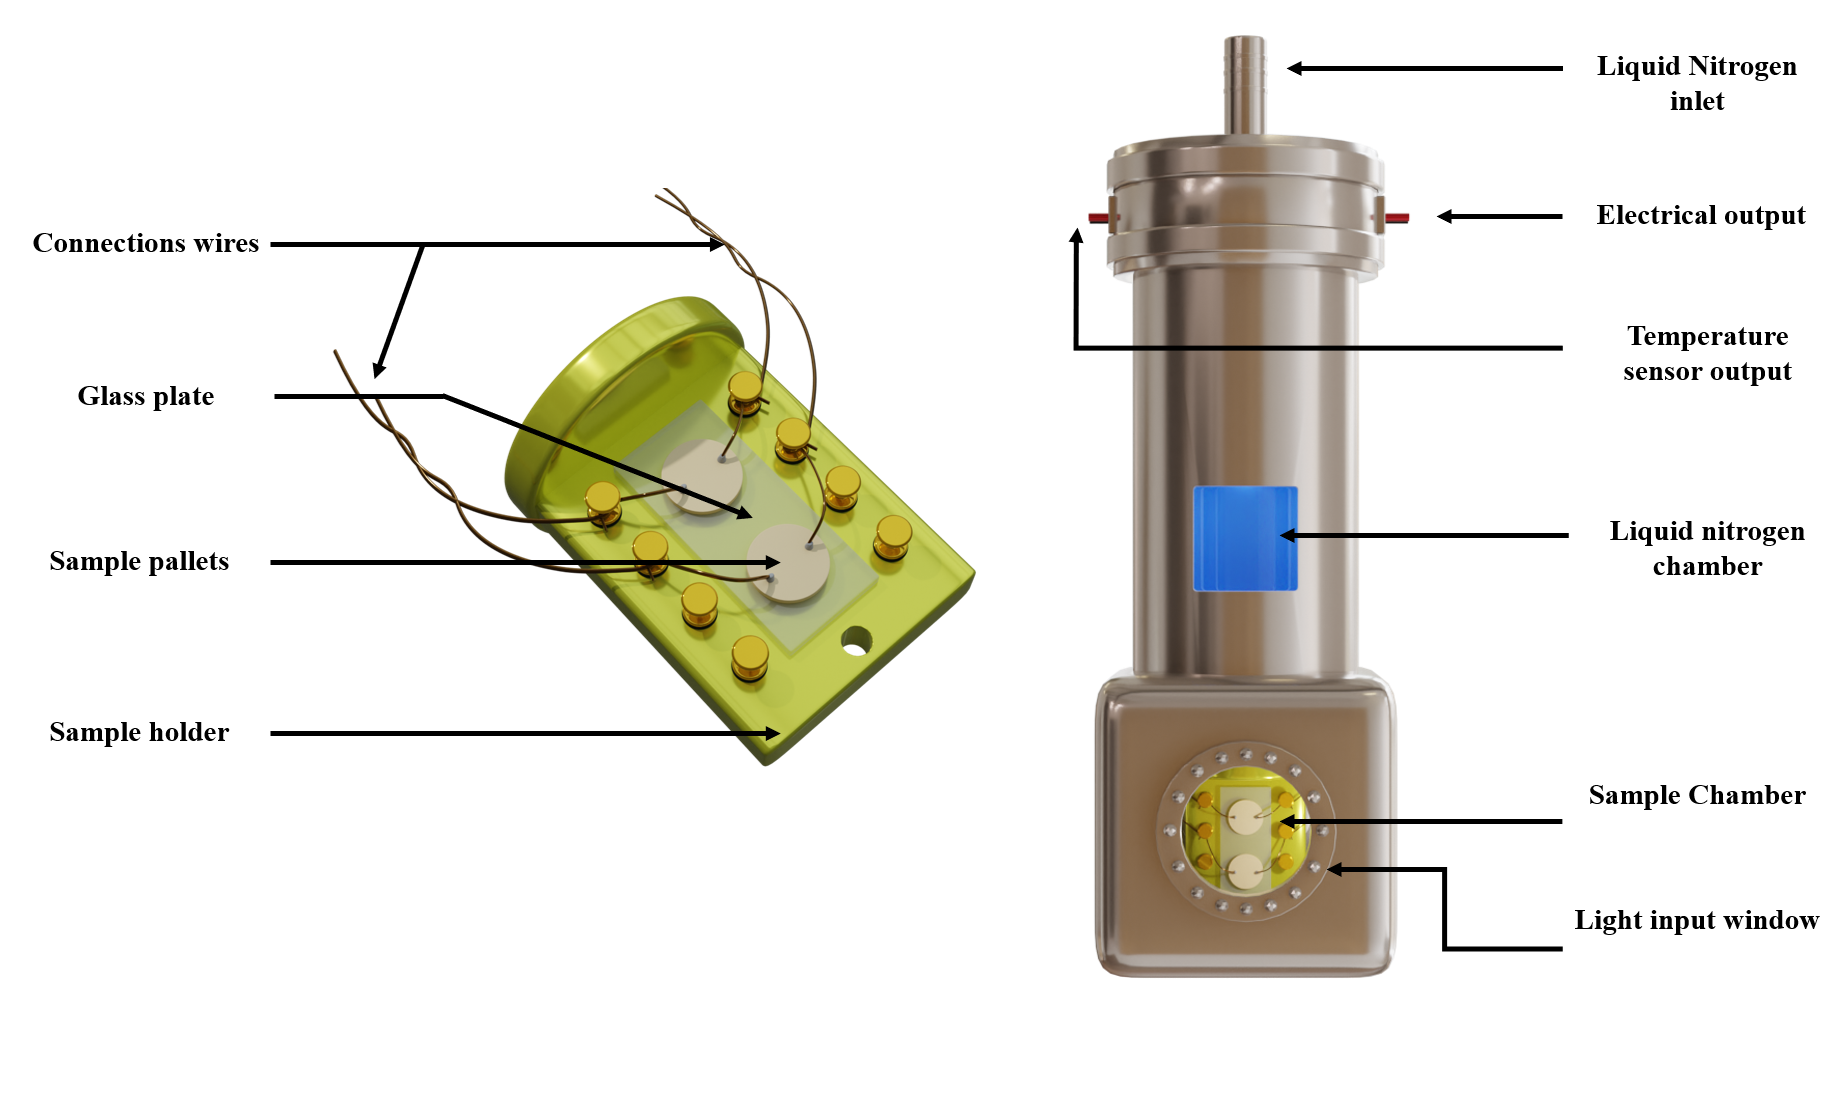 Connections wires
Glass plate
Sample pallets
Sample holder
Liquid Nitrogen
inlet
Electrical output
Temperature
sensor output
Liquid nitrogen
chamber
Sample Chamber
Light input window